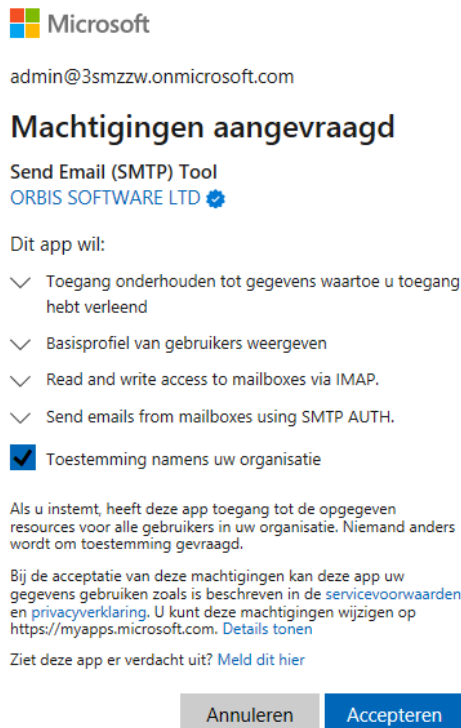 Microsoft
admin@3smzzw.onmicrosoft.com
Machtigingen aangevraagd
Send Email (SMTP) Tool
ORBIS SOFTWARE LTD
Dit app wil:
Toegang onderhouden tot gegevens waartoe u toegang
hebt verleend
Basisprofiel van gebruikers weergeven
Read and write access to mailboxes via IMAP.
Send emails from mailboxes using SMTP AUTH.
Toestemming namens uw organisatie
Als u instemt, heeft deze app toegang tot de opgegeven
resources voor alle gebruikers in uw organisatie. Niemand anders
wordt om toestemming gevraagd.
Bij de acceptatie van deze machtigingen kan deze app uw
gegevens gebruiken zoals is beschreven in de servicevoorwaarden
en privacyverklaring. U kunt deze machtigingen wijzigen op
https://myapps.microsoft.com. Details tonen
Ziet deze app er verdacht uit? Meld dit hier
Annuleren Accepteren